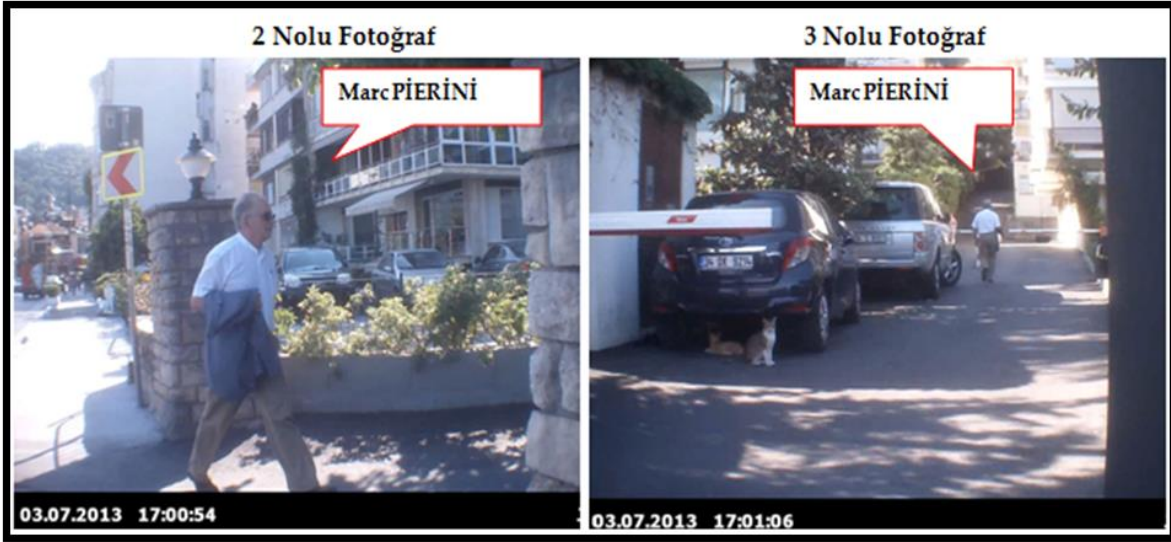 2 Nolu Fotoğraf
Marc PİERİNİ
03.07.2013 17:00:54
3 Nolu Fotoğraf
Marc PİERİNİ
03.07.2013 17:01:06